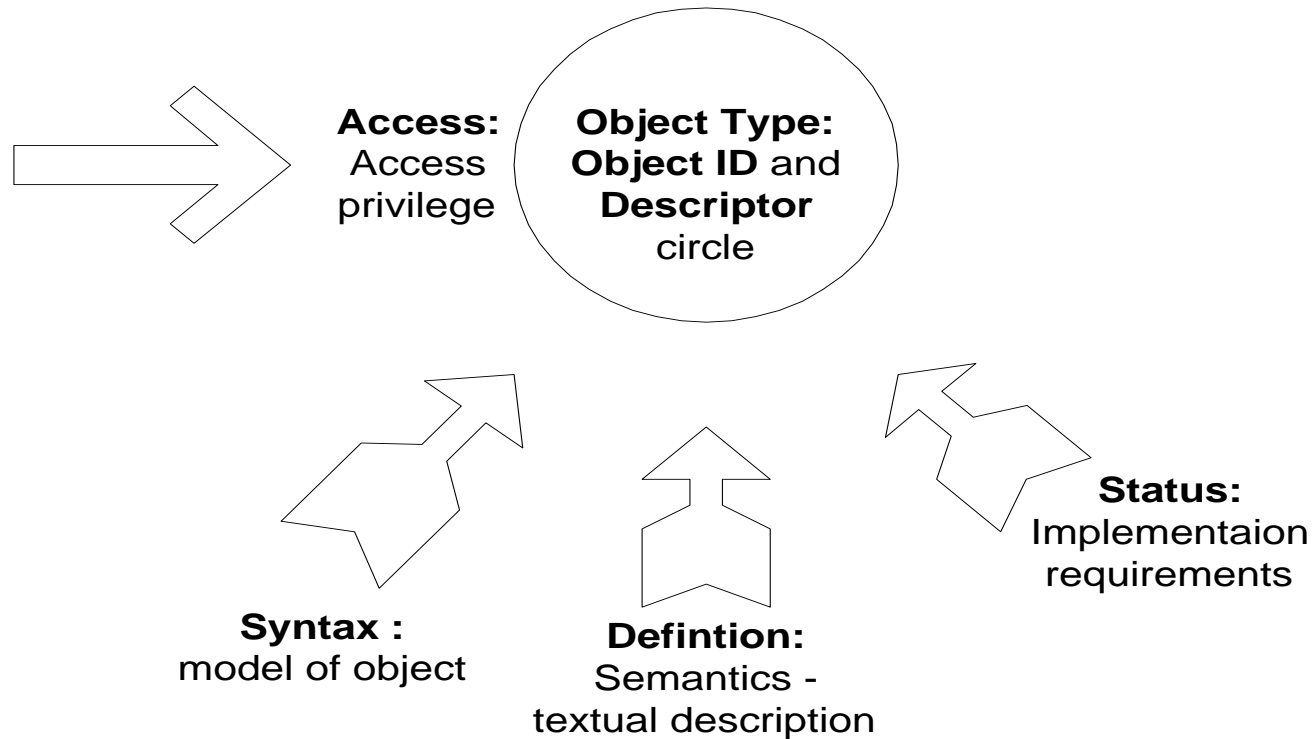 Access:
Access
privilege
Object Type:
Object ID and
Descriptor
circle
Status:
Implementaion
requirements
Syntax :
model of object
Defintion:
Semantics -
textual description